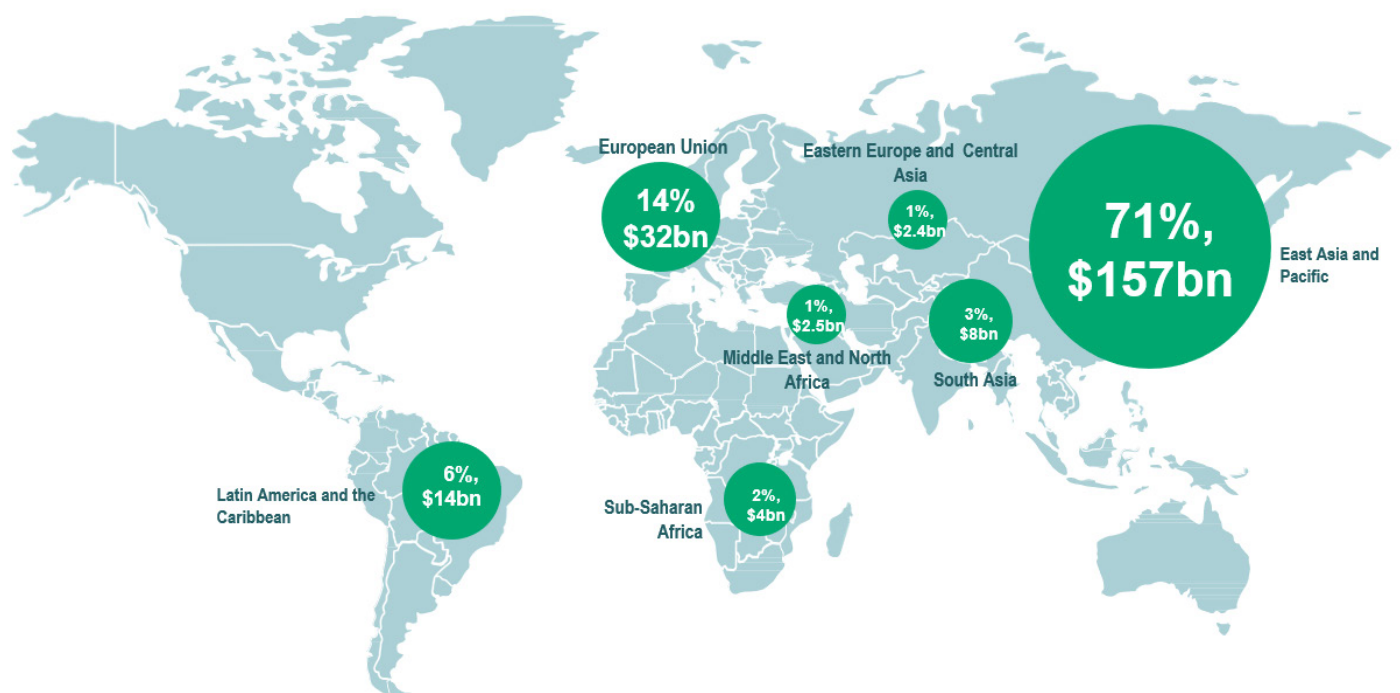 European Union
14%
$32bn
Eastern Europe and Central
Asia
1%,
$2.4bn
71%,
$157bn
East Asia and
Pacific
1%,
$2.5bn
Middle East and North
Africa
3%,
$8bn
South Asia
6%,
$14bn
Latin America and the
Caribbean
2%,
$4bn
Sub-Saharan
Africa